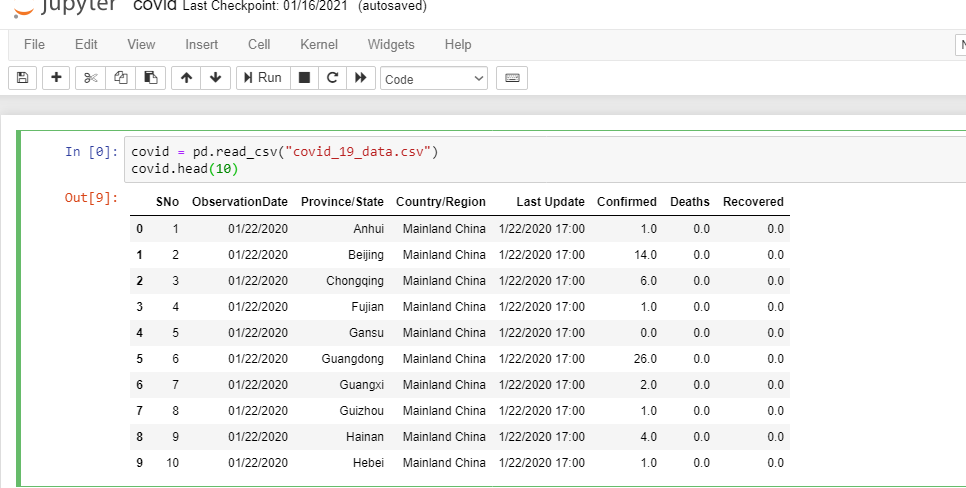 jupyter covid Last Checkpoint: 01/16/2021 (autosaved)
File Edit View Insert Cell Kernel Widgets Help
Run Code
In [0]: covid = pd.read_csv("covid_19_data.csv")
covid.head(10)
Out[9]:
SNo ObservationDate Province/State Country/Region Last Update Confirmed Deaths Recovered
0 1 01/22/2020 Anhui Mainland China 1/22/2020 17:00 1.0 0.0 0.0
1 2 01/22/2020 Beijing Mainland China 1/22/2020 17:00 14.0 0.0 0.0
2 3 01/22/2020 Chongqing Mainland China 1/22/2020 17:00 6.0 0.0 0.0
3 4 01/22/2020 Fujian Mainland China 1/22/2020 17:00 1.0 0.0 0.0
4 5 01/22/2020 Gansu Mainland China 1/22/2020 17:00 0.0 0.0 0.0
5 6 01/22/2020 Guangdong Mainland China 1/22/2020 17:00 26.0 0.0 0.0
6 7 01/22/2020 Guangxi Mainland China 1/22/2020 17:00 2.0 0.0 0.0
7 8 01/22/2020 Guizhou Mainland China 1/22/2020 17:00 1.0 0.0 0.0
8 9 01/22/2020 Hainan Mainland China 1/22/2020 17:00 4.0 0.0 0.0
9 10 01/22/2020 Hebei Mainland China 1/22/2020 17:00 1.0 0.0 0.0